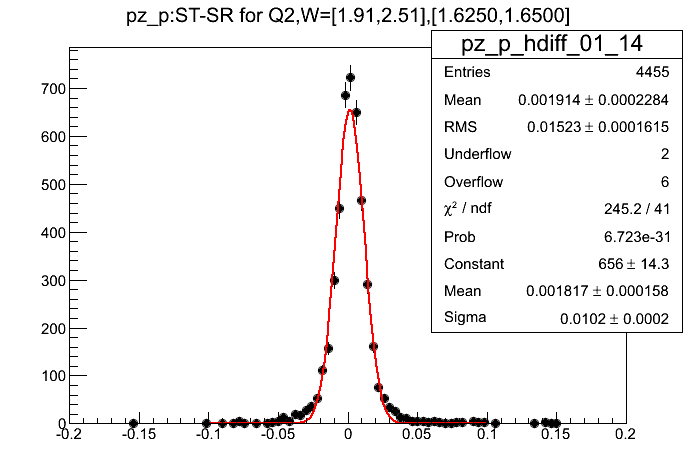 pz_p:ST-SR for Q2,W=[1.91,2.51],[1.6250,1.6500]
pz_p_hdiff_01_14
Entries 4455
Mean 0.001914 ± 0.0002284
RMS 0.01523 ± 0.0001615
Underflow 2
Overflow 6
χ² / ndf 245.2 / 41
Prob 6.723e-31
Constant 656 ± 14.3
Mean 0.001817 ± 0.000158
Sigma 0.0102 ± 0.0002
700
600
500
400
300
200
100
0
-0.2 -0.15 -0.1 -0.05 0 0.05 0.1 0.15 0.2